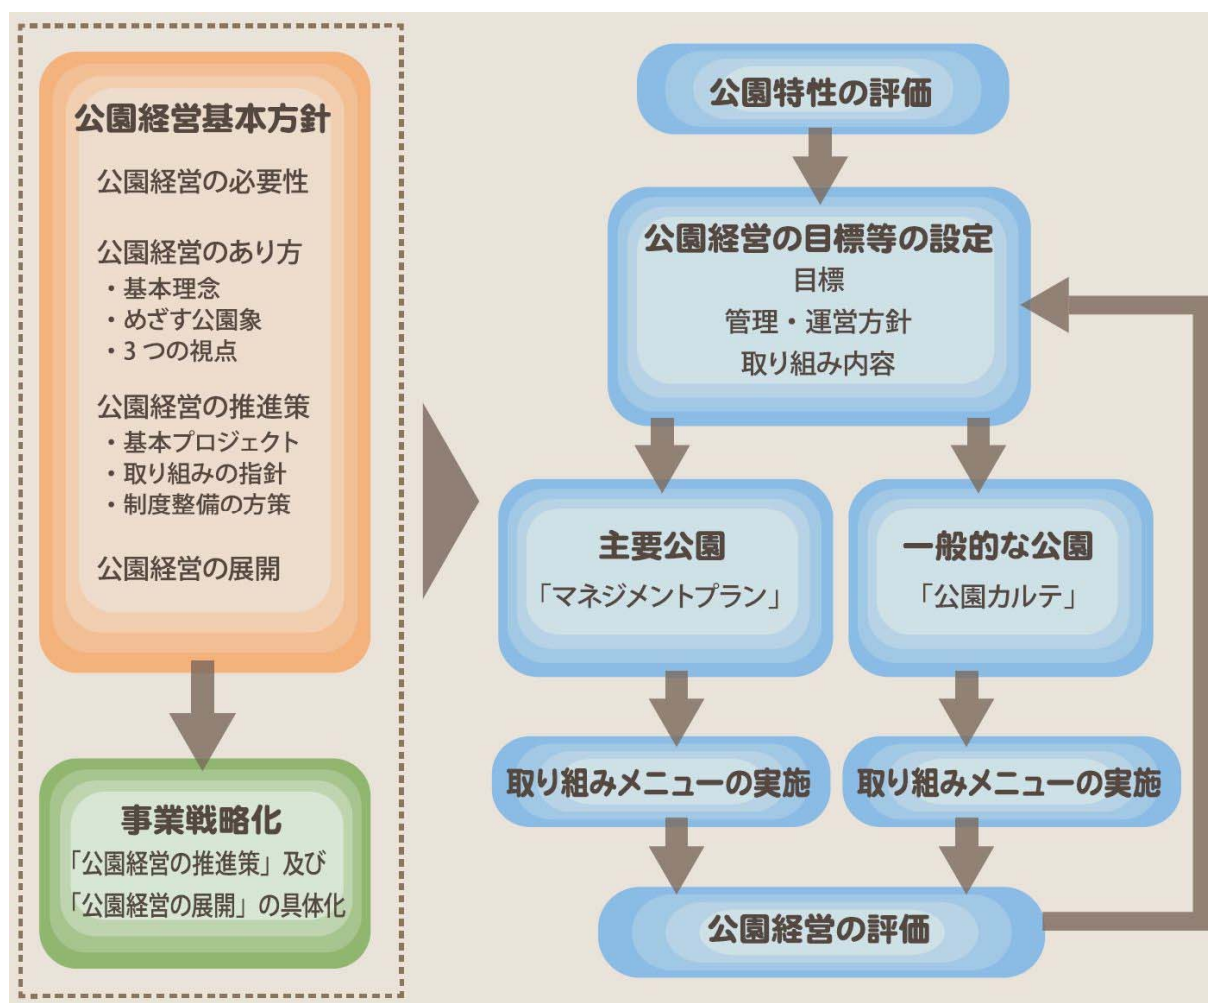 公園経営基本方針
公園経営の必要性
公園経営のあり方
・基本理念
・めざす公園象
・3つの視点
公園経営の推進策
・基本プロジェクト
・取り組みの指針
・制度整備の方策
公園経営の展開
事業戦略化
「公園経営の推進策」及び
「公園経営の展開」の具体化
公園特性の評価
公園経営の目標等の設定
目標
管理・運営方針
取り組み内容
主要公園
「マネジメントプラン」
一般的な公園
「公園カルテ」
取り組みメニューの実施
取り組みメニューの実施
公園経営の評価